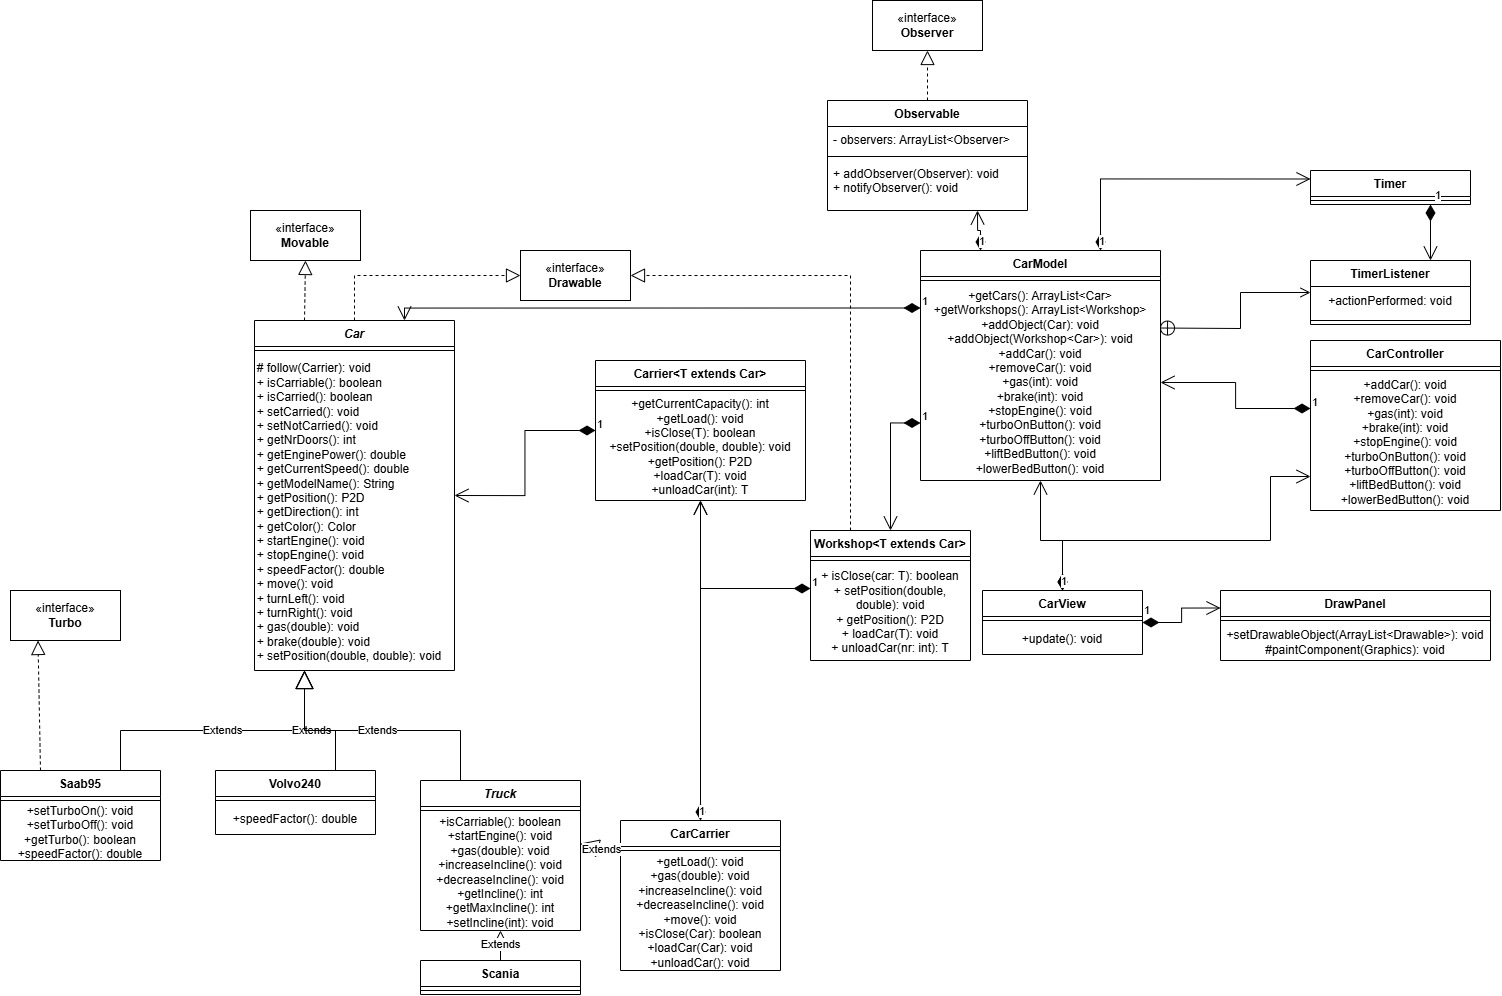 «interface»
Observer
Observable
- observers: ArrayList<Observer>
+ addObserver(Observer): void
+ notifyObserver(): void
Timer
1
TimerListener
+actionPerformed: void
«interface»
Movable
«interface»
Drawable
1
1
CarModel
+getCars(): ArrayList<Car>
+getWorkshops(): ArrayList<Workshop>
+addObject(Car): void
+addObject(Workshop<Car>): void
+addCar(): void
+removeCar(): void
+gas(int): void
+brake(int): void
+stopEngine(): void
+turboOnButton(): void
+turboOffButton(): void
+liftBedButton(): void
+lowerBedButton(): void
1
1
CarController
+addCar(): void
+removeCar(): void
+gas(int): void
+brake(int): void
+stopEngine(): void
+turboOnButton(): void
+turboOffButton(): void
+liftBedButton(): void
+lowerBedButton(): void
1
Car
# follow(Carrier): void
+ isCarriable(): boolean
+ isCarried(): boolean
+ setCarried(): void
+ setNotCarried(): void
+ getNrDoors(): int
+ getEnginePower(): double
+ getCurrentSpeed(): double
+ getModelName(): String
+ getPosition(): P2D
+ getDirection(): int
+ getColor(): Color
+ startEngine(): void
+ stopEngine(): void
+ speedFactor(): double
+ move(): void
+ turnLeft(): void
+ turnRight(): void
+ gas(double): void
+ brake(double): void
+ setPosition(double, double): void
Carrier<T extends Car>
+getCurrentCapacity(): int
+getLoad(): void
+isClose(T): boolean
+setPosition(double, double): void
+getPosition(): P2D
+loadCar(T): void
+unloadCar(int): T
1
Workshop<T extends Car>
+ isClose(car: T): boolean
+ setPosition(double,
double): void
+ getPosition(): P2D
+ loadCar(T): void
+ unloadCar(nr: int): T
1
1
CarView
+update(): void
1
DrawPanel
+setDrawableObject(ArrayList<Drawable>): void
#paintComponent(Graphics): void
«interface»
Turbo
Extends
Extends
Extends
Saab95
+setTurboOn(): void
+setTurboOff(): void
+getTurbo(): boolean
+speedFactor(): double
Volvo240
+speedFactor(): double
Truck
+isCarriable(): boolean
+startEngine(): void
+gas(double): void
+increaseIncline(): void
+decreaseIncline(): void
+getIncline(): int
+getMaxIncline(): int
+setIncline(int): void
Extends
1
CarCarrier
+getLoad(): void
+gas(double): void
+increaseIncline(): void
+decreaseIncline(): void
+move(): void
+isClose(Car): boolean
+loadCar(Car): void
+unloadCar(): void
Extends
Scania